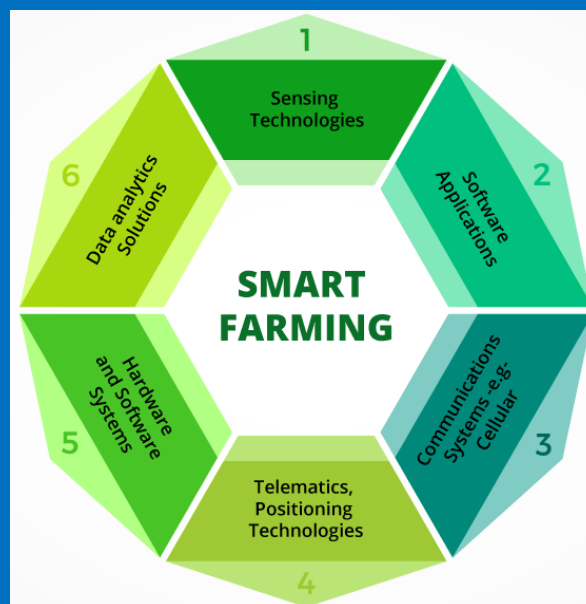 1
Sensing
Technologies
2
Software
Applications
3
Communications
Systems -e.g-
Cellular
4
Telematics,
Positioning
Technologies
5
Hardware
and Software
Systems
6
Data analytics
Solutions
SMART
FARMING